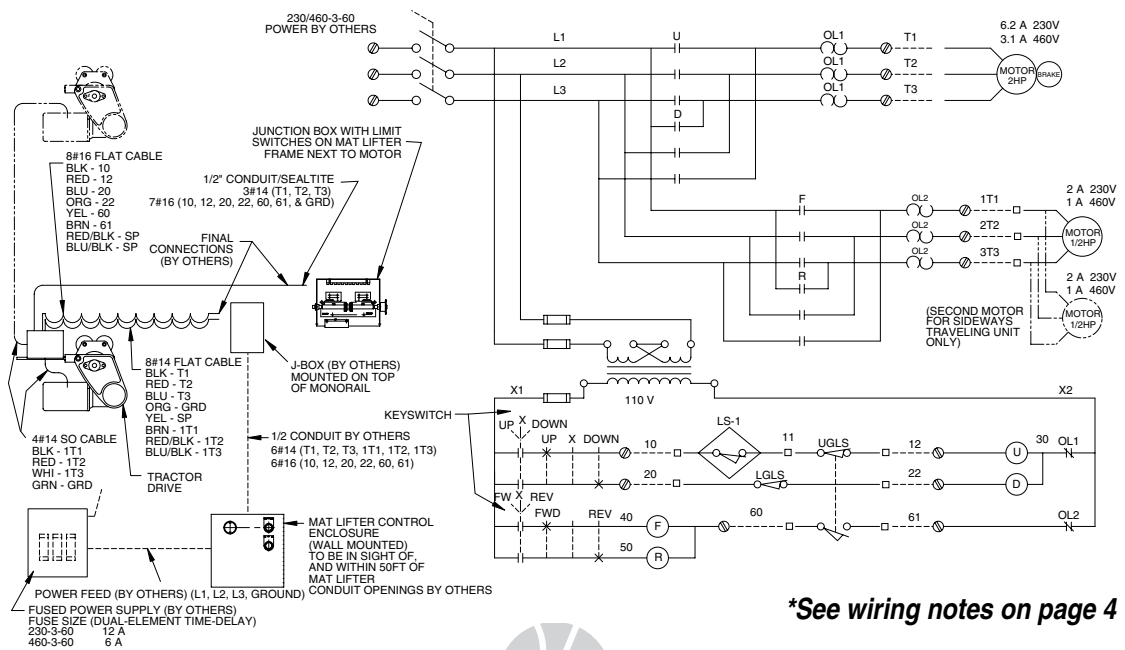 230/460-3-60
POWER BY OTHERS
L1
L2
L3
U
D
OL1
OL1
OL1
T1
T2
T3
6.2 A 230V
3.1 A 460V
MOTOR
2HP
BRAKE
JUNCTION BOX WITH LIMIT
SWITCHES ON MAT LIFTER
FRAME NEXT TO MOTOR
8#16 FLAT CABLE
BLK - 10
RED - 12
BLU - 20
ORG - 22
YEL - 60
BRN - 61
RED/BLK - SP
BLU/BLK - SP
1/2" CONDUIT/SEALTITE
3#14 (T1, T2, T3)
7#16 (10, 12, 20, 22, 60, 61, & GRD)
FINAL
CONNECTIONS
(BY OTHERS)
F
R
OL2
OL2
OL2
1T1
2T2
3T3
2 A 230V
1 A 460V
MOTOR
1/2HP
2 A 230V
1 A 460V
MOTOR
1/2HP
(SECOND MOTOR
FOR SIDEWAYS
TRAVELING UNIT
ONLY)
J-BOX (BY OTHERS)
MOUNTED ON TOP
OF MONORAIL
8#14 FLAT CABLE
BLK - T1
RED - T2
BLU - T3
ORG - GRD
YEL - SP
BRN - 1T1
RED/BLK - 1T2
BLU/BLK - 1T3
4#14 SO CABLE
BLK - 1T1
RED - 1T2
WHI - 1T3
GRN - GRD
TRACTOR
DRIVE
1/2 CONDUIT BY OTHERS
6#14 (T1, T2, T3, 1T1, 1T2, 1T3)
6#16 (10, 12, 20, 22, 60, 61)
KEYSWITCH
X1
110 V
X2
UP X DOWN
UP X DOWN
10
LS-1
11
UGLS
12
U
30
OL1
20
LGLS
22
D
FW X REV
FWD
REV
40
F
60
61
OL2
50
R
MAT LIFTER CONTROL
ENCLOSURE
(WALL MOUNTED)
TO BE IN SIGHT OF,
AND WITHIN 50FT OF
MAT LIFTER
CONDUIT OPENINGS BY OTHERS
POWER FEED (BY OTHERS) (L1, L2, L3, GROUND)
FUSED POWER SUPPLY (BY OTHERS)
FUSE SIZE (DUAL-ELEMENT TIME-DELAY)
230-3-60 12 A
460-3-60 6 A
*See wiring notes on page 4